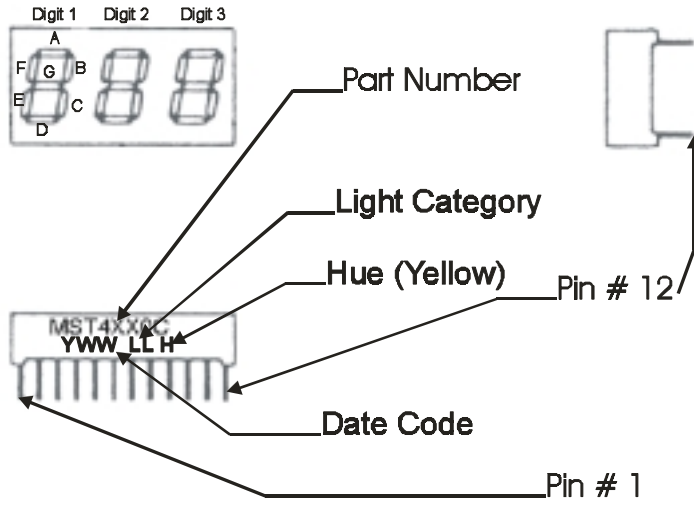 Digit 1 Digit 2 Digit 3
A
F G B
E C
D
Part Number
Light Category
Hue (Yellow)
Pin # 12
MST4XX0C
YWW LL H
Date Code
Pin # 1